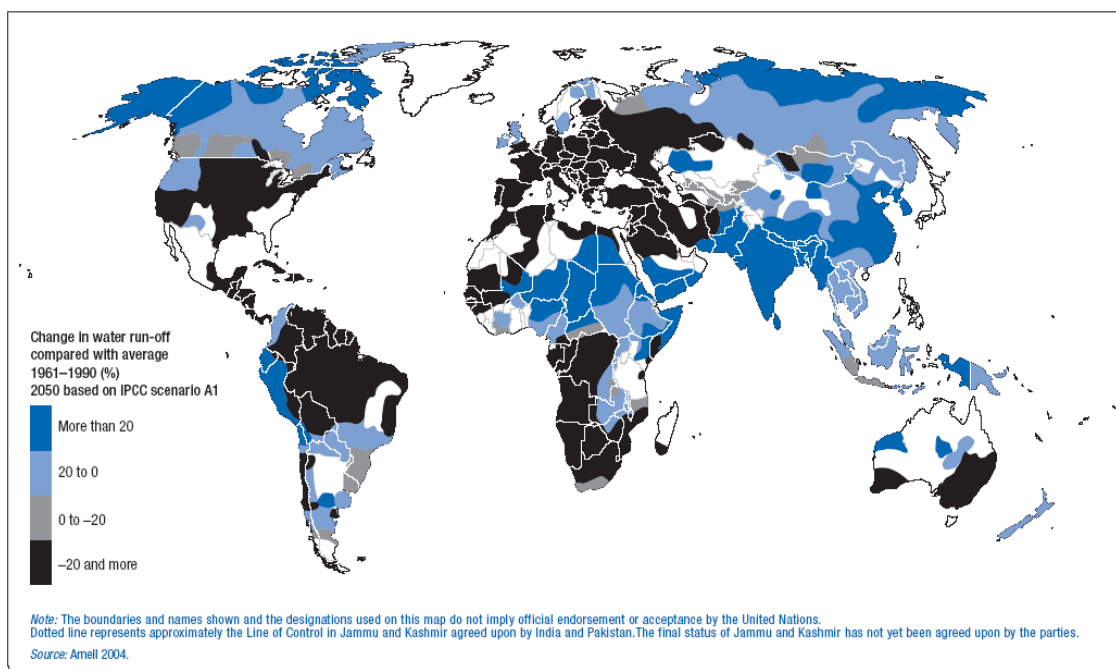 Change in water run-off
compared with average
1961–1990 (%)
2050 based on IPCC scenario A1
More than 20
20 to 0
0 to –20
–20 and more
Note: The boundaries and names shown and the designations used on this map do not imply official endorsement or acceptance by the United Nations.
Dotted line represents approximately the Line of Control in Jammu and Kashmir agreed upon by India and Pakistan.The final status of Jammu and Kashmir has not yet been agreed upon by the parties.
Source: Arnell 2004.